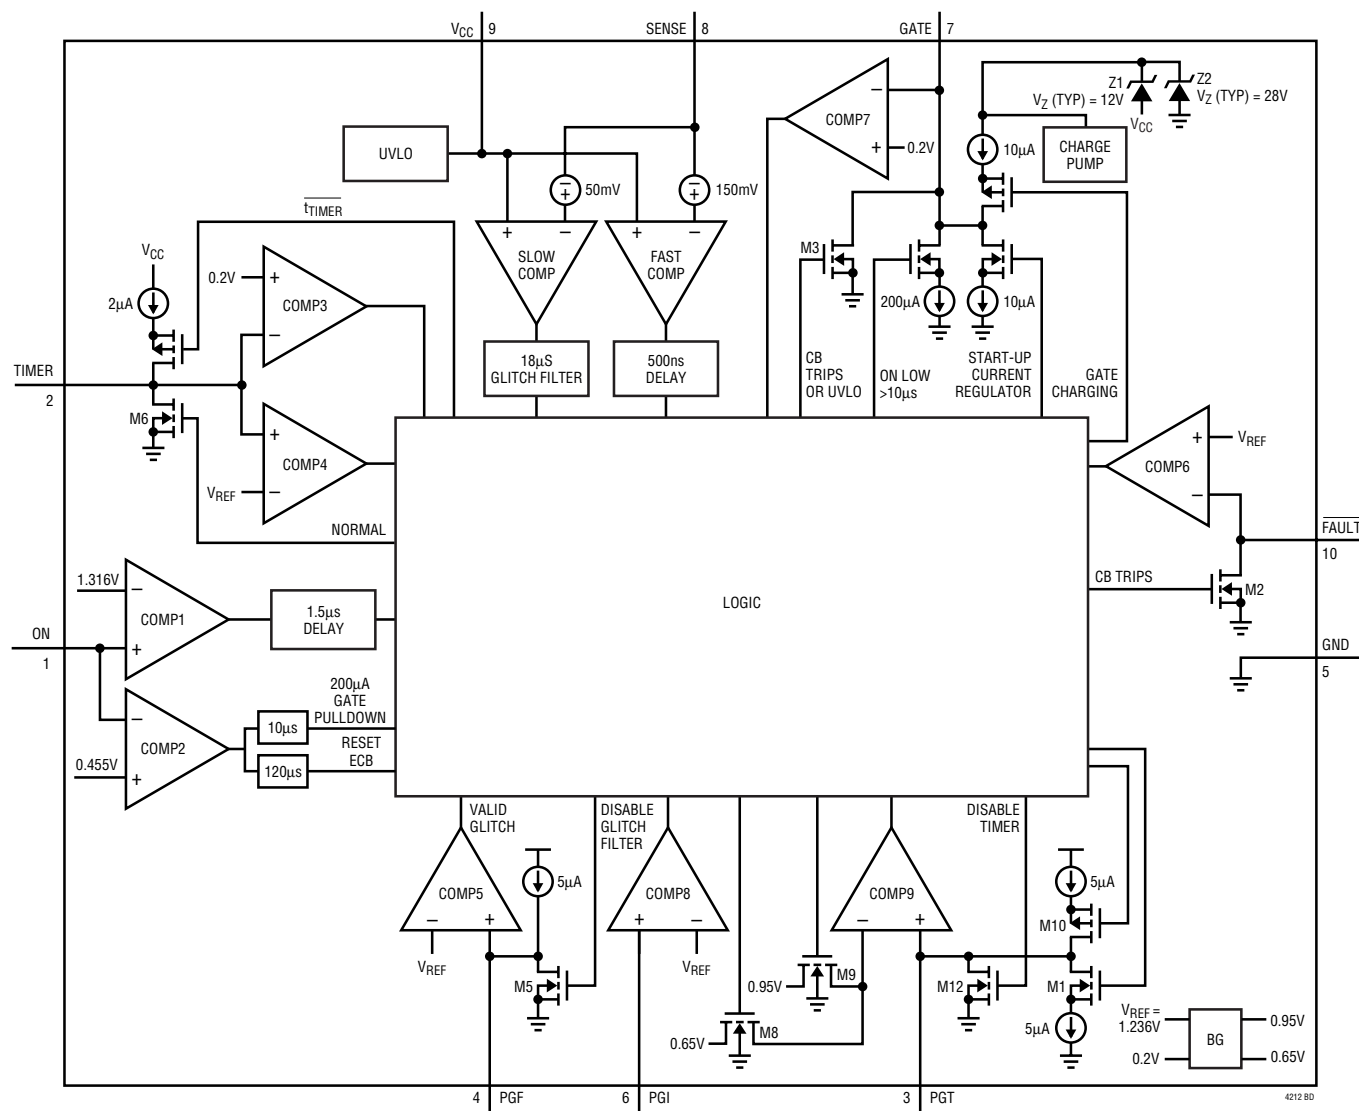 VCC 9
SENSE 8
GATE 7
Z1
VZ (TYP) = 12V
VCC
Z2
VZ (TYP) = 28V
COMP7
–
+
0.2V
10µA
CHARGE
PUMP
UVLO
–
+
50mV
–
+
150mV
tTIMER
+
–
SLOW
COMP
+
–
FAST
COMP
M3
200µA
10µA
VCC
2µA
0.2V
+
–
COMP3
TIMER
2
M6
+
–
COMP4
VREF
NORMAL
18µS
GLITCH FILTER
500ns
DELAY
CB
TRIPS
OR UVLO
ON LOW
>10µs
START-UP
CURRENT
REGULATOR
GATE
CHARGING
+
VREF
COMP6
–
FAULT
10
CB TRIPS
M2
GND
5
LOGIC
1.316V
–
COMP1
+
1.5µs
DELAY
ON
1
–
COMP2
0.455V
+
10µs
120µs
200µA
GATE
PULLDOWN
RESET
ECB
VALID
GLITCH
DISABLE
GLITCH
FILTER
DISABLE
TIMER
COMP5
–
+
VREF
5µA
M5
COMP8
+
–
VREF
COMP9
–
+
0.95V
M9
0.65V
M8
M12
5µA
M10
M1
5µA
VREF =
1.236V
0.2V
BG
0.95V
0.65V
4 PGF
6 PGI
3 PGT
4212 BD